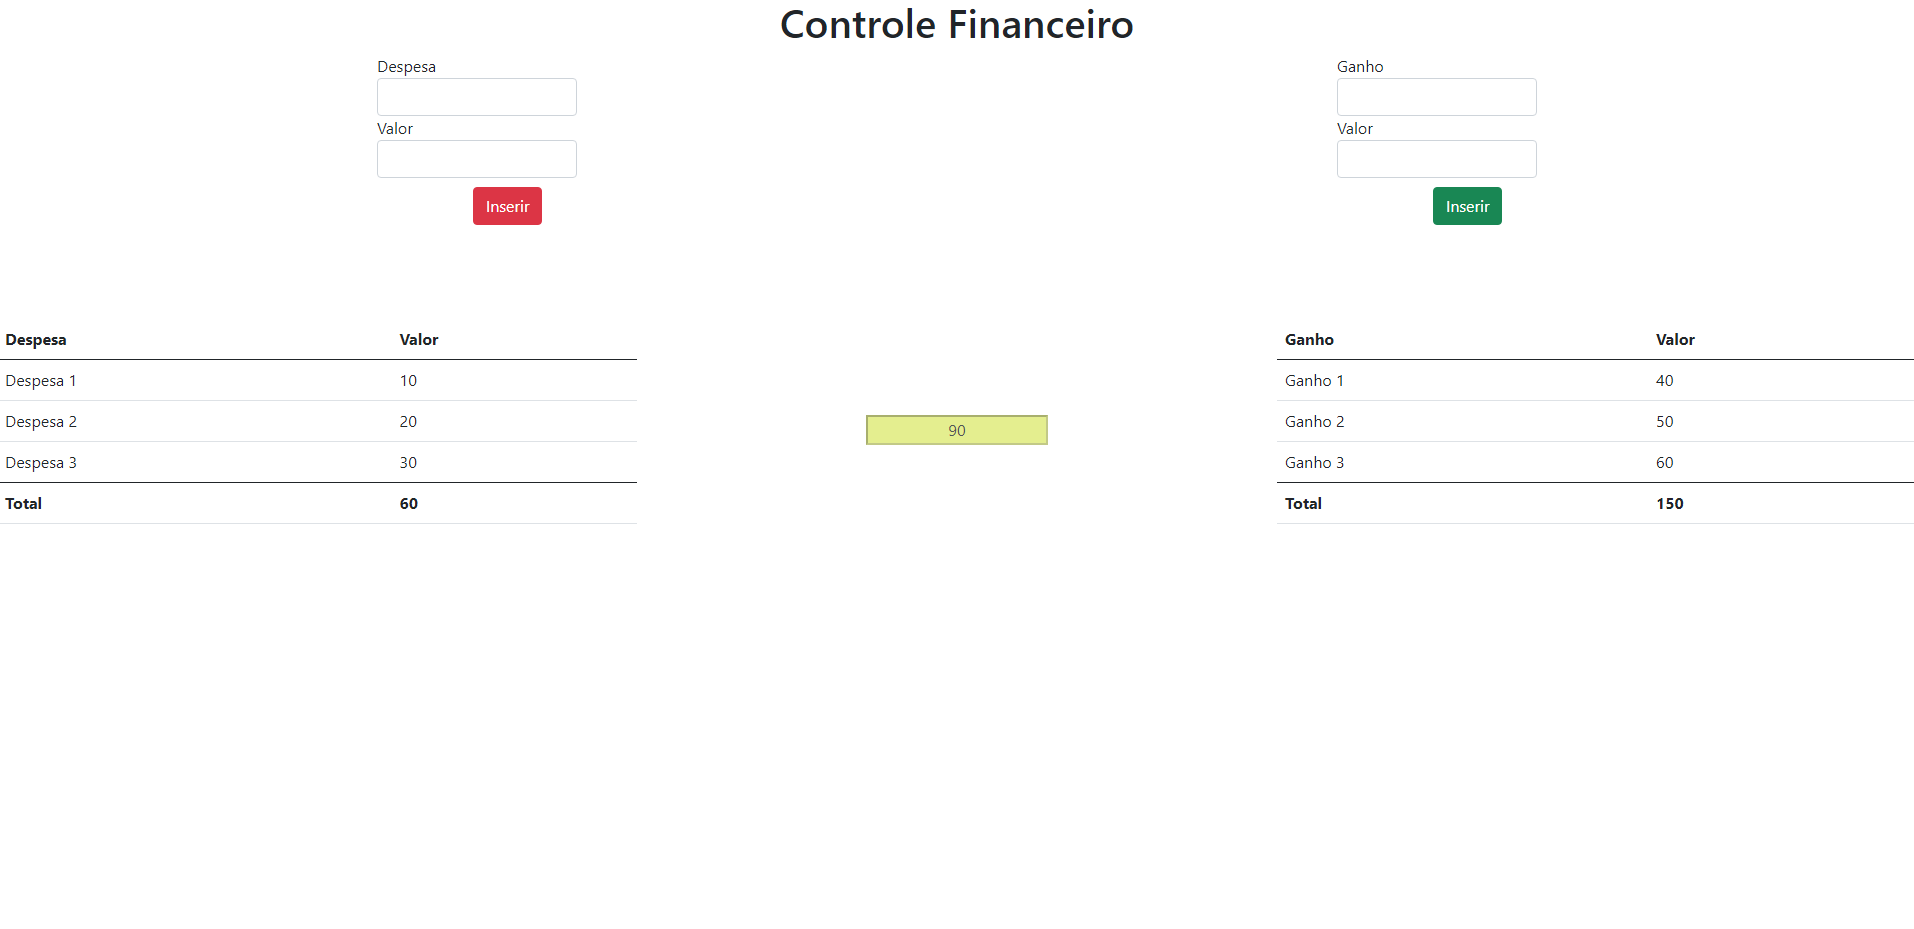 Controle Financeiro
Despesa
Valor
Inserir
Ganho
Valor
Inserir
Despesa Valor
Despesa 1 10
Despesa 2 20
Despesa 3 30
Total 60
90
Ganho Valor
Ganho 1 40
Ganho 2 50
Ganho 3 60
Total 150